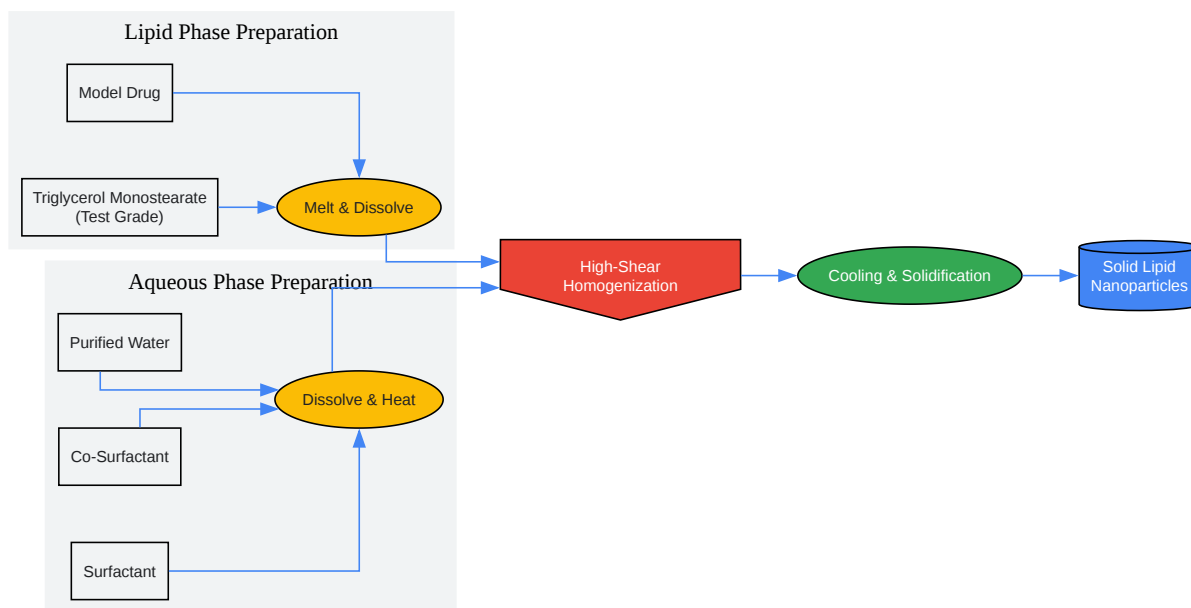 Lipid Phase Preparation
Model Drug
Triglycerol Monostearate
(Test Grade)
Melt & Dissolve
Aqueous Phase Preparation
Purified Water
Co-Surfactant
Surfactant
Dissolve & Heat
High-Shear
Homogenization
Cooling & Solidification
Solid Lipid
Nanoparticles